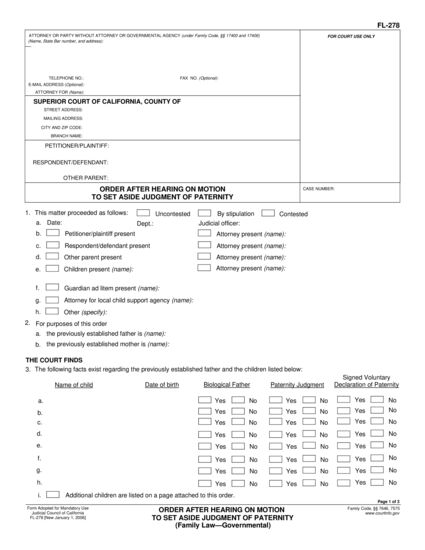 FL-278
ATTORNEY OR PARTY WITHOUT ATTORNEY OR GOVERNMENTAL AGENCY (under Family Code, §§ 17400 and 17406)
FOR COURT USE ONLY
(Name, State Bar number, and address):
TELEPHONE NO.: FAX NO. (Optional):
E-MAIL ADDRESS (Optional):
ATTORNEY FOR (Name):
SUPERIOR COURT OF CALIFORNIA, COUNTY OF
STREET ADDRESS:
MAILING ADDRESS:
CITY AND ZIP CODE:
BRANCH NAME:
PETITIONER/PLAINTIFF:
RESPONDENT/DEFENDANT:
OTHER PARENT:
ORDER AFTER HEARING ON MOTION
TO SET ASIDE JUDGMENT OF PATERNITY
CASE NUMBER:
1. This matter proceeded as follows: Uncontested By stipulation Contested
a. Date: Dept.: Judicial officer:
b. Petitioner/plaintiff present Attorney present (name):
c. Respondent/defendant present Attorney present (name):
d. Other parent present Attorney present (name):
e. Children present (name): Attorney present (name):
f. Guardian ad litem present (name):
g. Attorney for local child support agency (name):
h. Other (specify):
2. For purposes of this order
a. the previously established father is (name):
b. the previously established mother is (name):
THE COURT FINDS
3. The following facts exist regarding the previously established father and the children listed below:
Signed Voluntary
Name of child Date of birth Biological Father Paternity Judgment Declaration of Paternity
a. Yes No Yes No Yes No
b. Yes No Yes No Yes No
c. Yes No Yes No Yes No
d. Yes No Yes No Yes No
e. Yes No Yes No Yes No
f. Yes No Yes No Yes No
g. Yes No Yes No Yes No
h. Yes No Yes No Yes No
i. Additional children are listed on a page attached to this order.
Page 1 of 3
Form Adopted for Mandatory Use
Judicial Council of California
FL-278 [New January 1, 2006]
ORDER AFTER HEARING ON MOTION
TO SET ASIDE JUDGMENT OF PATERNITY
(Family Law—Governmental)
Family Code, §§ 7646, 7575
www.courtinfo.gov